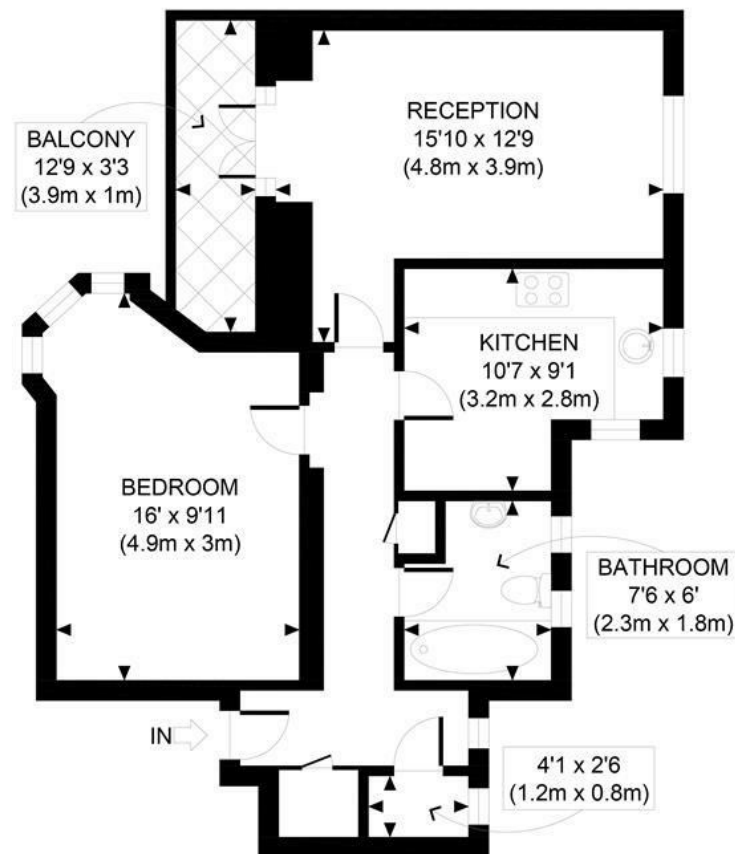 RECEPTION
15'10 x 12'9
(4.8m x 3.9m)
BALCONY
12'9 x 3'3
(3.9m x 1m)
KITCHEN
10'7 x 9'1
(3.2m x 2.8m)
BEDROOM
16' x 9'11
(4.9m x 3m)
BATHROOM
7'6 x 6'
(2.3m x 1.8m)
IN
4'1 x 2'6
(1.2m x 0.8m)